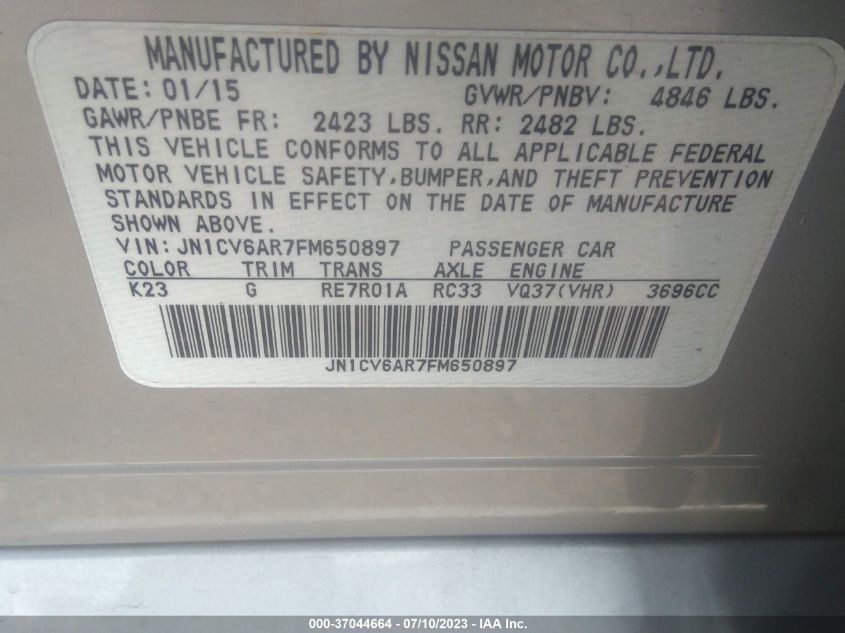 MANUFACTURED BY NISSAN MOTOR CO.,LTD.
DATE: 01/15 GVWR/PNBV: 4846 LBS.
GAWR/PNBE FR: 2423 LBS. RR: 2482 LBS.
THIS VEHICLE CONFORMS TO ALL APPLICABLE FEDERAL
MOTOR VEHICLE SAFETY,BUMPER,AND THEFT PREVENTION
STANDARDS IN EFFECT ON THE DATE OF MANUFACTURE
SHOWN ABOVE.
VIN: JN1CV6AR7FM650897 PASSENGER CAR
COLOR TRIM TRANS AXLE ENGINE
K23 G RE7R01A RC33 VQ37(VHR) 3696CC
JN1CV6AR7FM650897
000-37044664 - 07/10/2023 - IAA Inc.